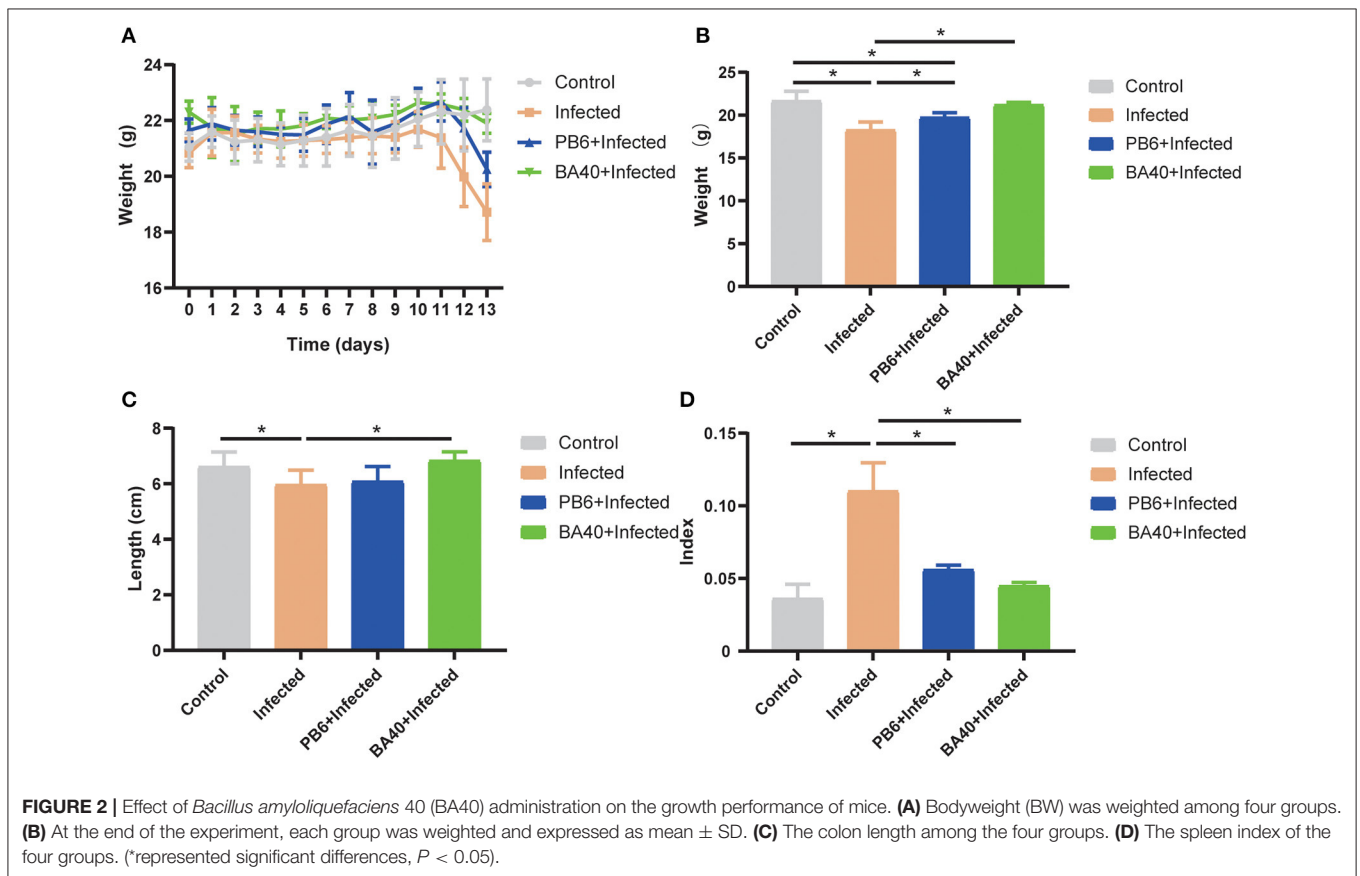 A
24
22
20
18
16
Weight (g)
0 1 2 3 4 5 6 7 8 9 10 11 12 13
Time (days)
Control
Infected
PB6+Infected
BA40+Infected
B
25
20
15
10
5
0
Weight (g)
* * * *
Control
Infected
PB6+Infected
BA40+Infected
Control
Infected
PB6+Infected
BA40+Infected
C
8
6
4
2
0
Length (cm)
* *
Control
Infected
PB6+Infected
BA40+Infected
Control
Infected
PB6+Infected
BA40+Infected
D
0.15
0.10
0.05
0
Index
* * *
Control
Infected
PB6+Infected
BA40+Infected
Control
Infected
PB6+Infected
BA40+Infected
FIGURE 2 | Effect of Bacillus amyloliquefaciens 40 (BA40) administration on the growth performance of mice. (A) Bodyweight (BW) was weighted among four groups.
(B) At the end of the experiment, each group was weighted and expressed as mean ± SD. (C) The colon length among the four groups. (D) The spleen index of the
four groups. (*represented significant differences, P < 0.05).